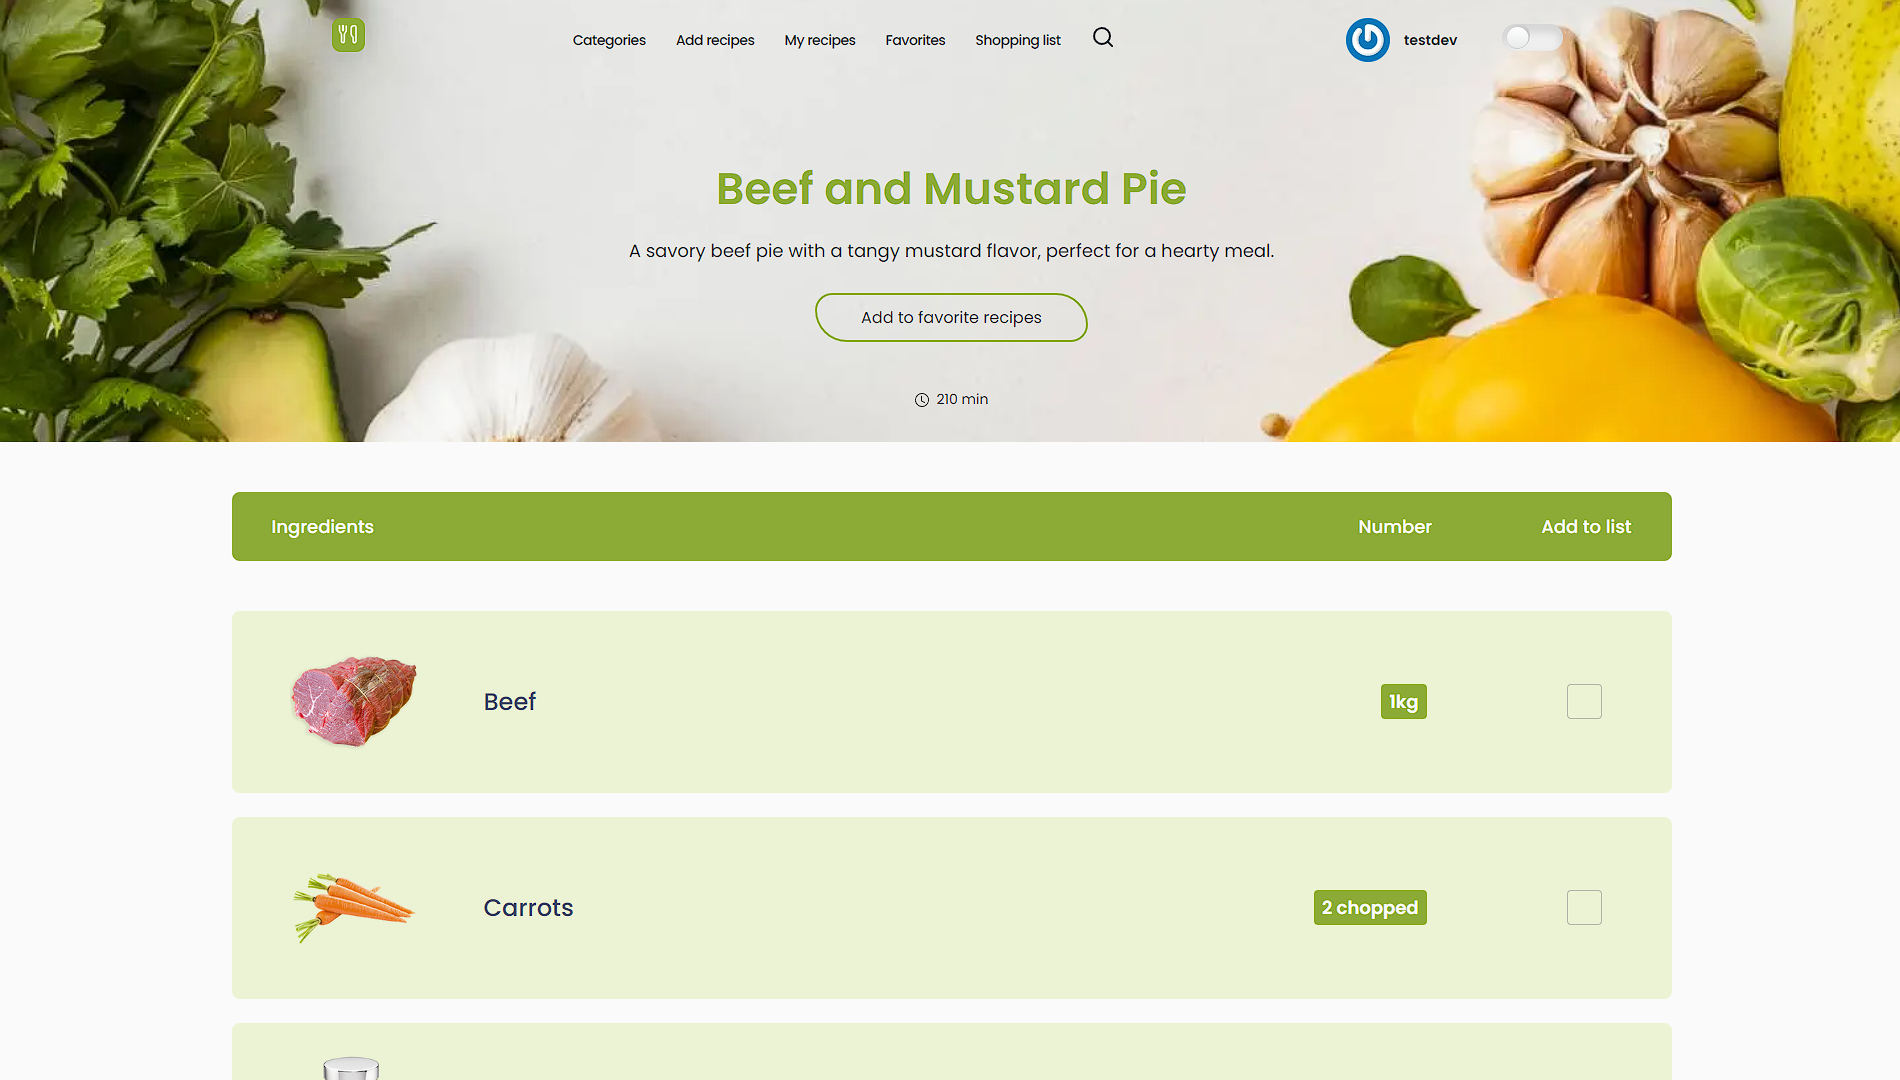 Categories
Add recipes
My recipes
Favorites
Shopping list
testdev
Beef and Mustard Pie
A savory beef pie with a tangy mustard flavor, perfect for a hearty meal.
Add to favorite recipes
210 min
Ingredients
Number
Add to list
Beef
1kg
Carrots
2 chopped